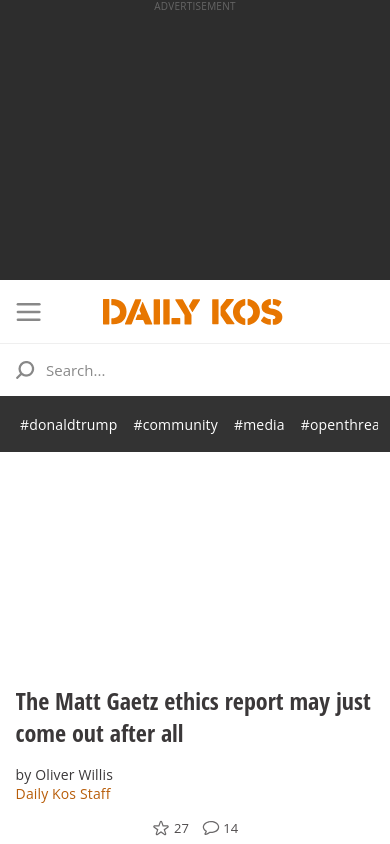 ADVERTISEMENT
DAILY KOS
Search...
#donaldtrump #community #media #openthrea
The Matt Gaetz ethics report may just
come out after all
by Oliver Willis
Daily Kos Staff
27 14